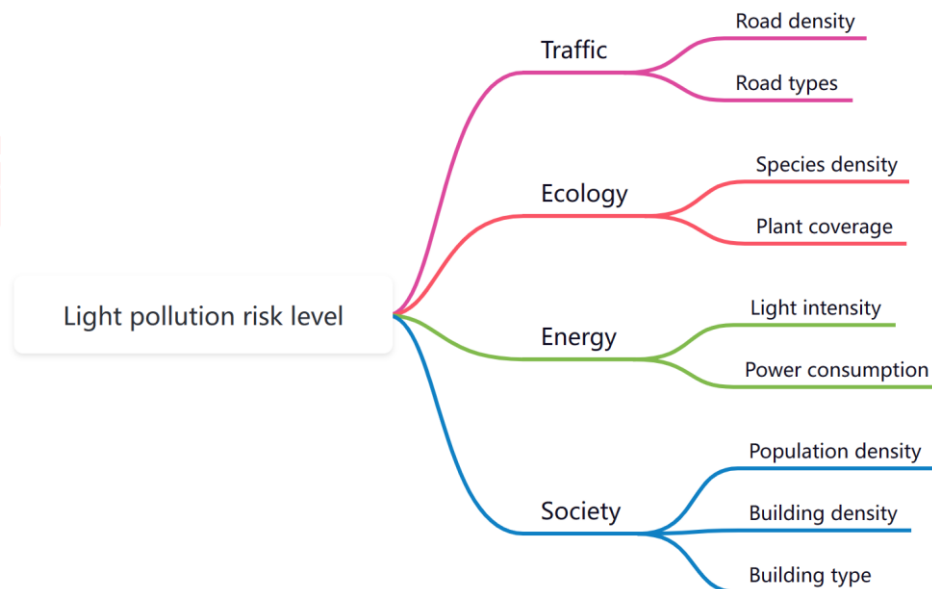 Light pollution risk level
Traffic
Road density
Road types
Ecology
Species density
Plant coverage
Energy
Light intensity
Power consumption
Society
Population density
Building density
Building type